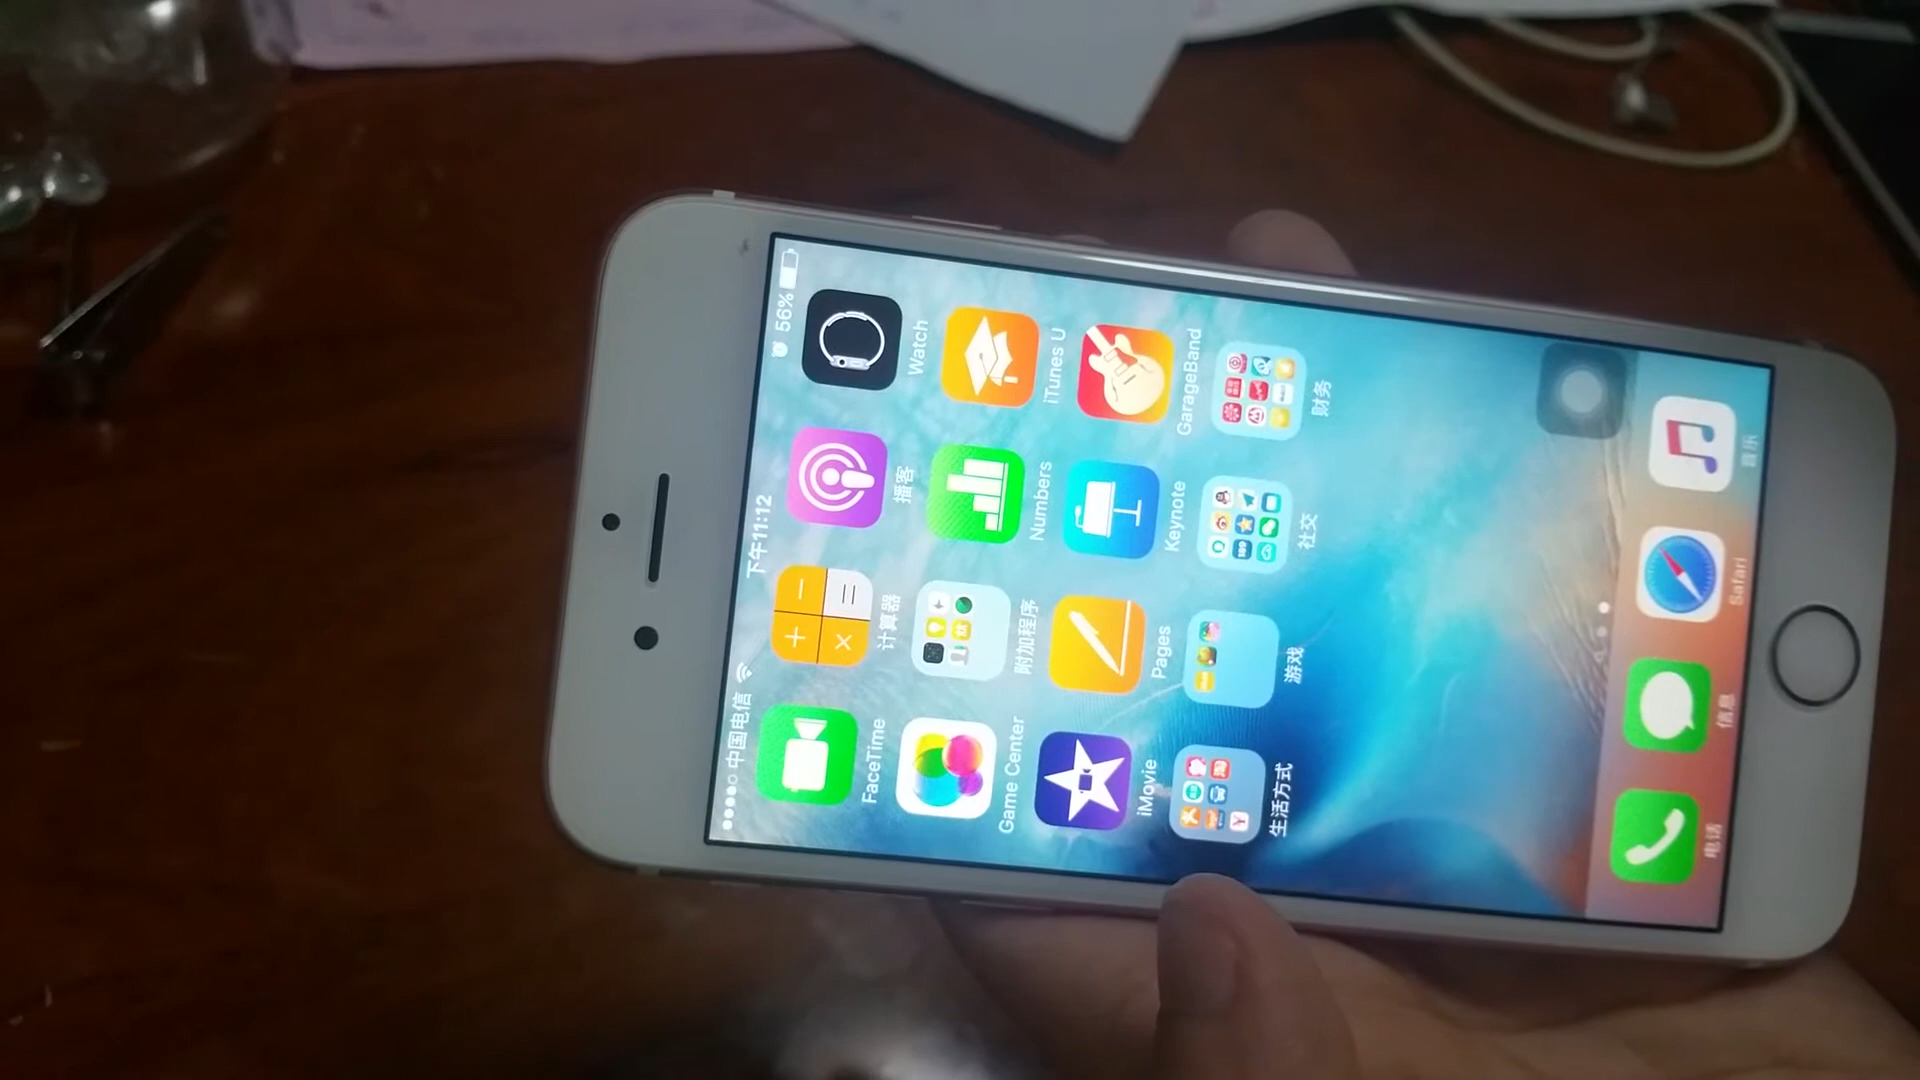 中国电信 下午11:12 56%
FaceTime 计算器 播客 Watch
Game Center 附加程序 Numbers iTunes U
iMovie Pages Keynote GarageBand
生活方式 游戏 社交 财务
电话 信息 Safari 音乐